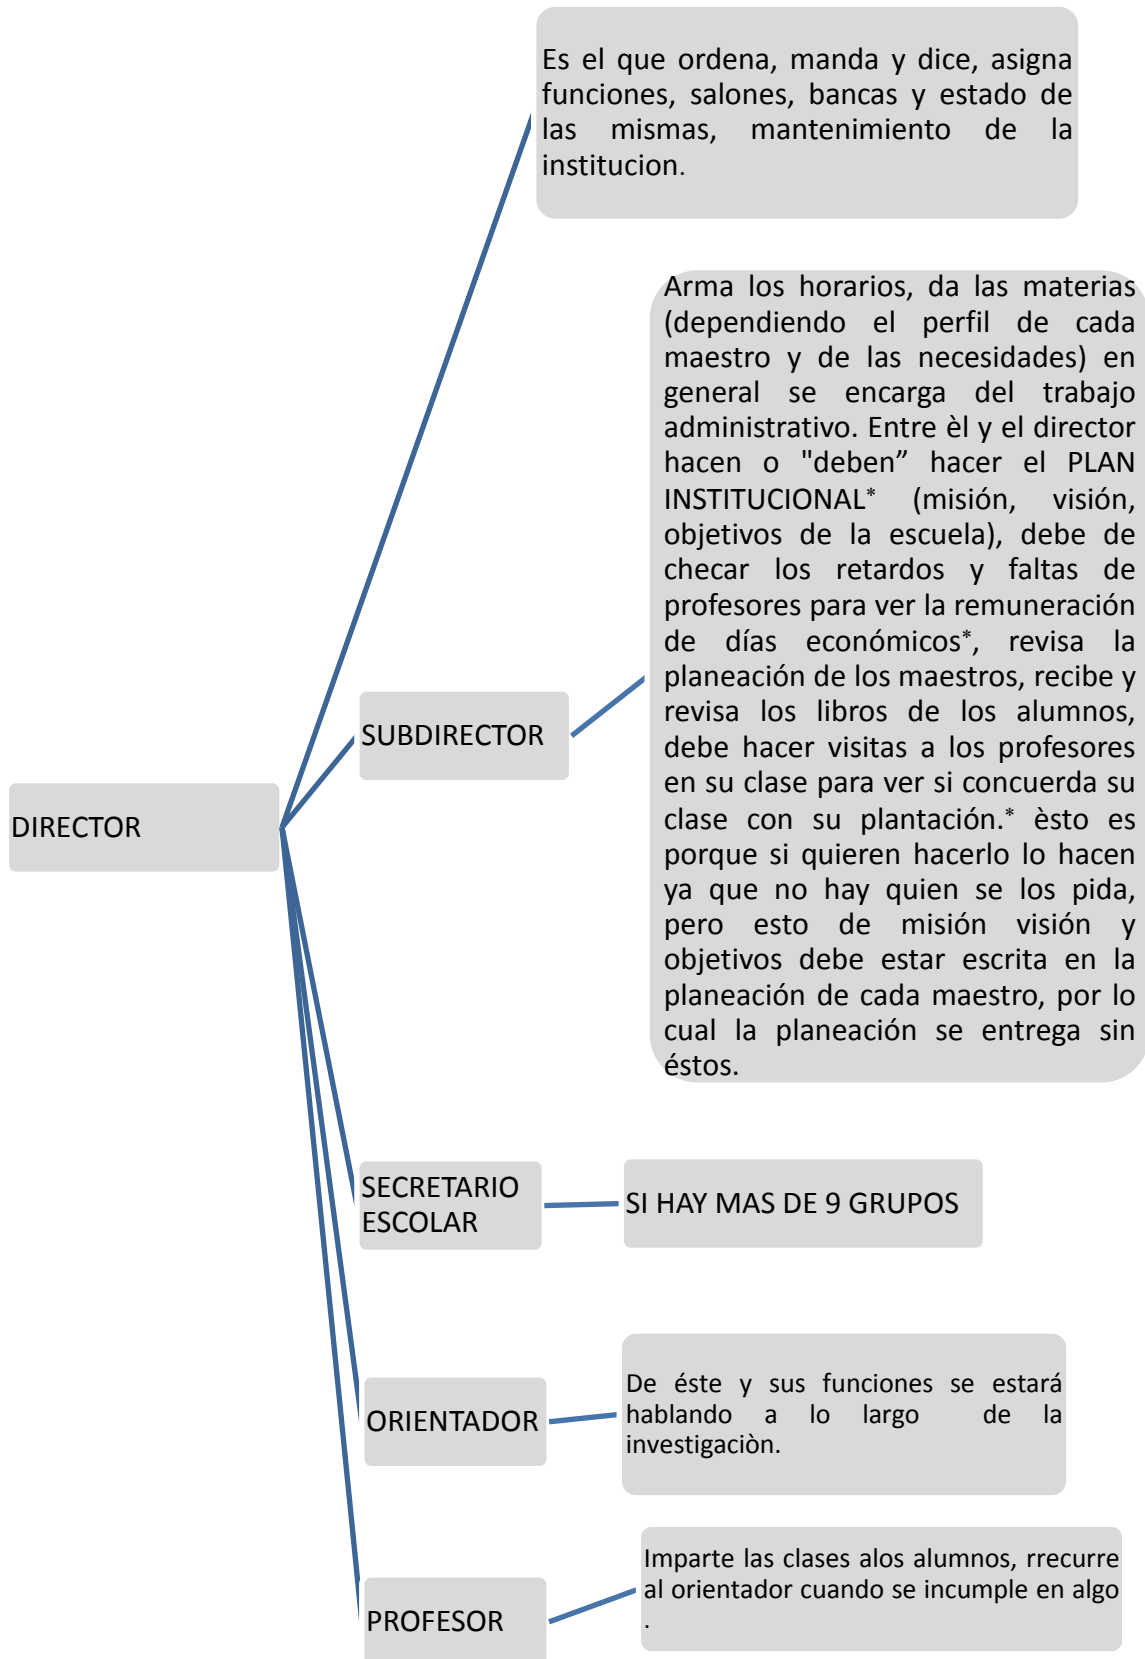 Es el que ordena, manda y dice, asigna
funciones, salones, bancas y estado de
las mismas, mantenimiento de la
institucion.
Arma los horarios, da las materias
(dependiendo el perfil de cada
maestro y de las necesidades) en
general se encarga del trabajo
administrativo. Entre èl y el director
hacen o "deben” hacer el PLAN
INSTITUCIONAL* (misión, visión,
objetivos de la escuela), debe de
checar los retardos y faltas de
profesores para ver la remuneración
de días económicos*, revisa la
planeación de los maestros, recibe y
revisa los libros de los alumnos,
debe hacer visitas a los profesores
en su clase para ver si concuerda su
clase con su plantación.* èsto es
porque si quieren hacerlo lo hacen
ya que no hay quien se los pida,
pero esto de misión visión y
objetivos debe estar escrita en la
planeación de cada maestro, por lo
cual la planeación se entrega sin
éstos.
SUBDIRECTOR
DIRECTOR
SECRETARIO
ESCOLAR
SI HAY MAS DE 9 GRUPOS
ORIENTADOR
De éste y sus funciones se estará
hablando a lo largo de la
investigaciòn.
PROFESOR
Imparte las clases alos alumnos, rrecurre
al orientador cuando se incumple en algo
.